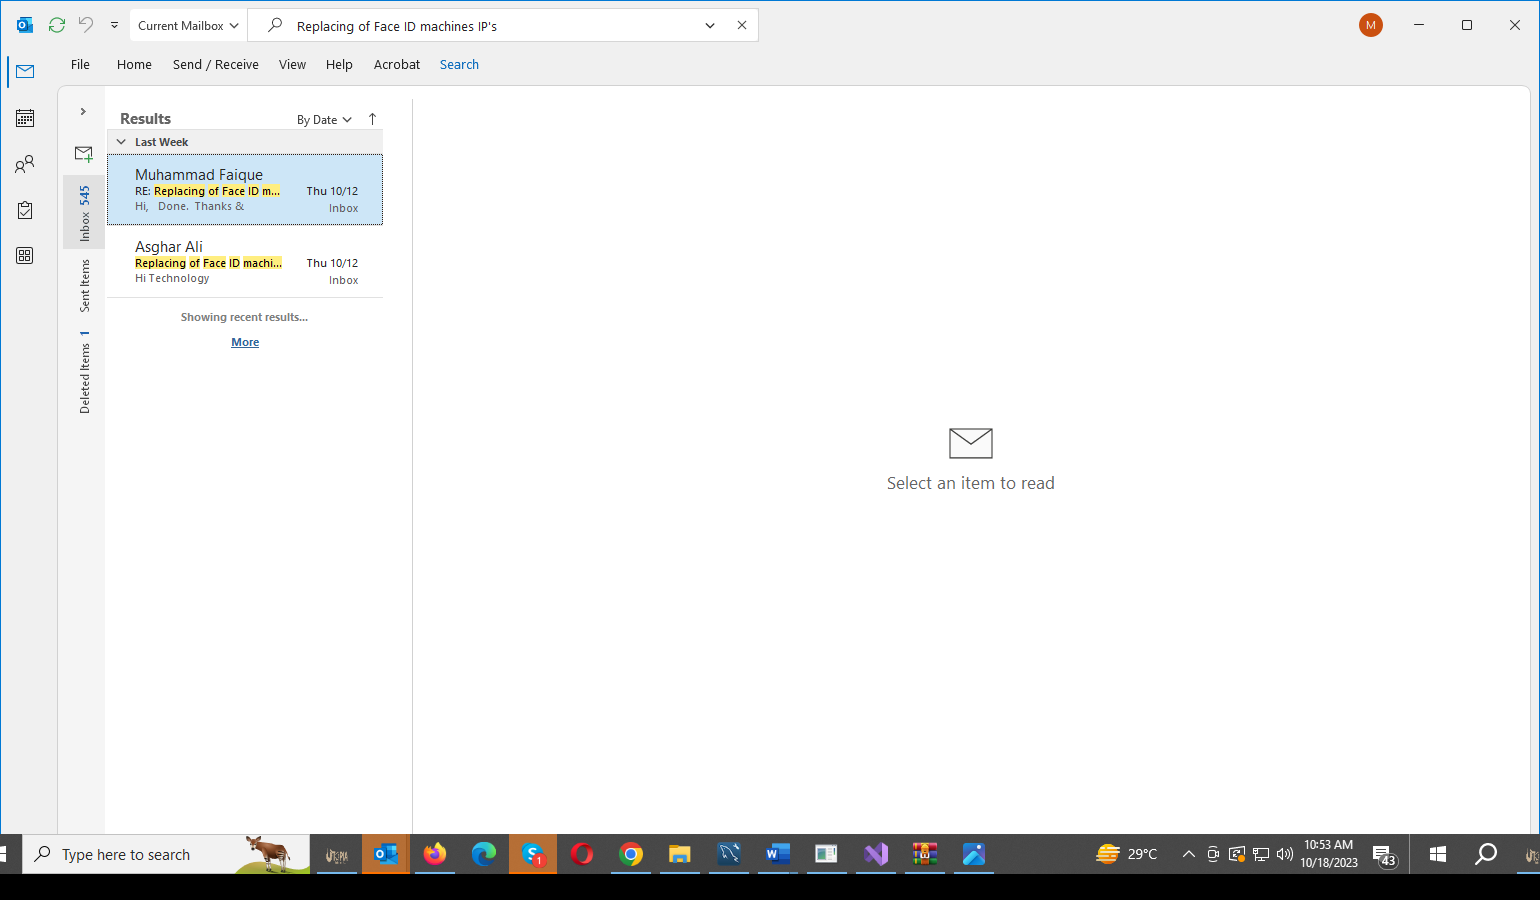 Current Mailbox
Replacing of Face ID machines IP's
M
File Home Send / Receive View Help Acrobat Search
Results
By Date
Last Week
Muhammad Faique
RE: Replacing of Face ID m... Thu 10/12
Hi, Done. Thanks & Inbox
Asghar Ali
Replacing of Face ID machi... Thu 10/12
Hi Technology Inbox
Showing recent results...
More
Inbox 545
Sent Items
Deleted Items 1
Select an item to read
Type here to search
1
29°C
10:53 AM
10/18/2023
43